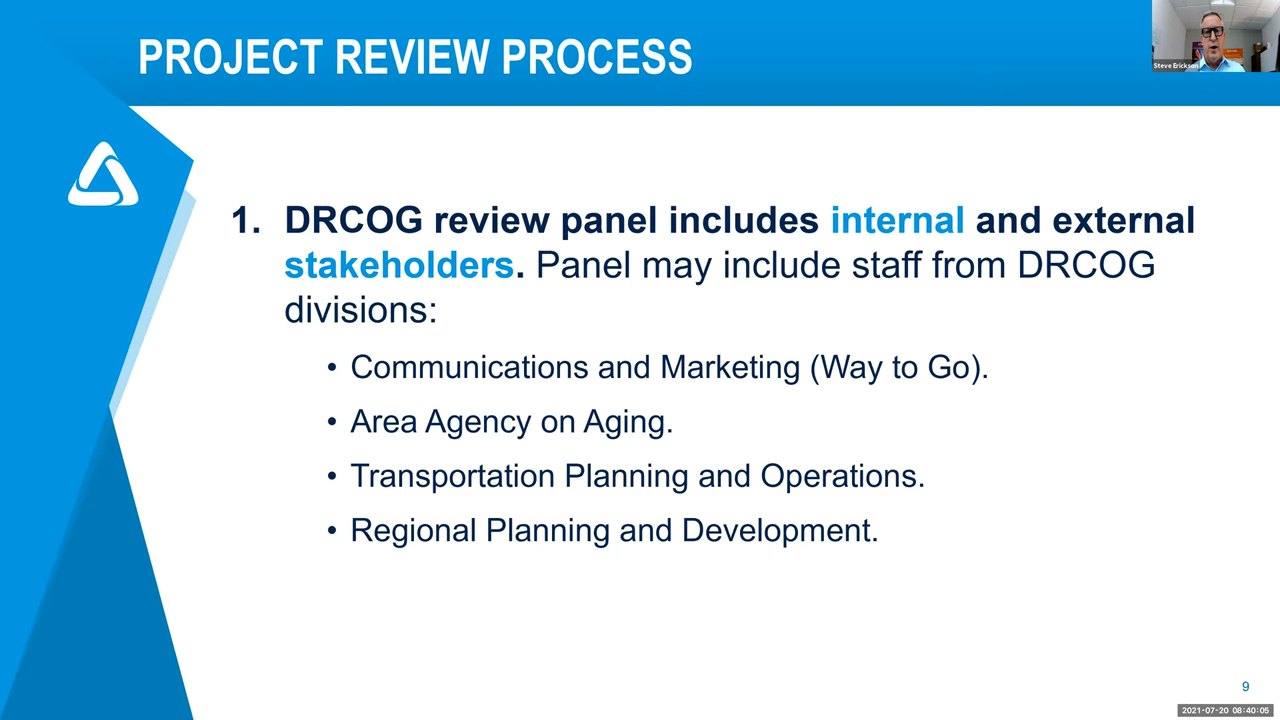 PROJECT REVIEW PROCESS
Steve Erickson
1. DRCOG review panel includes internal and external
stakeholders. Panel may include staff from DRCOG
divisions:
• Communications and Marketing (Way to Go).
• Area Agency on Aging.
• Transportation Planning and Operations.
• Regional Planning and Development.
9
2021-07-20 08:40:05